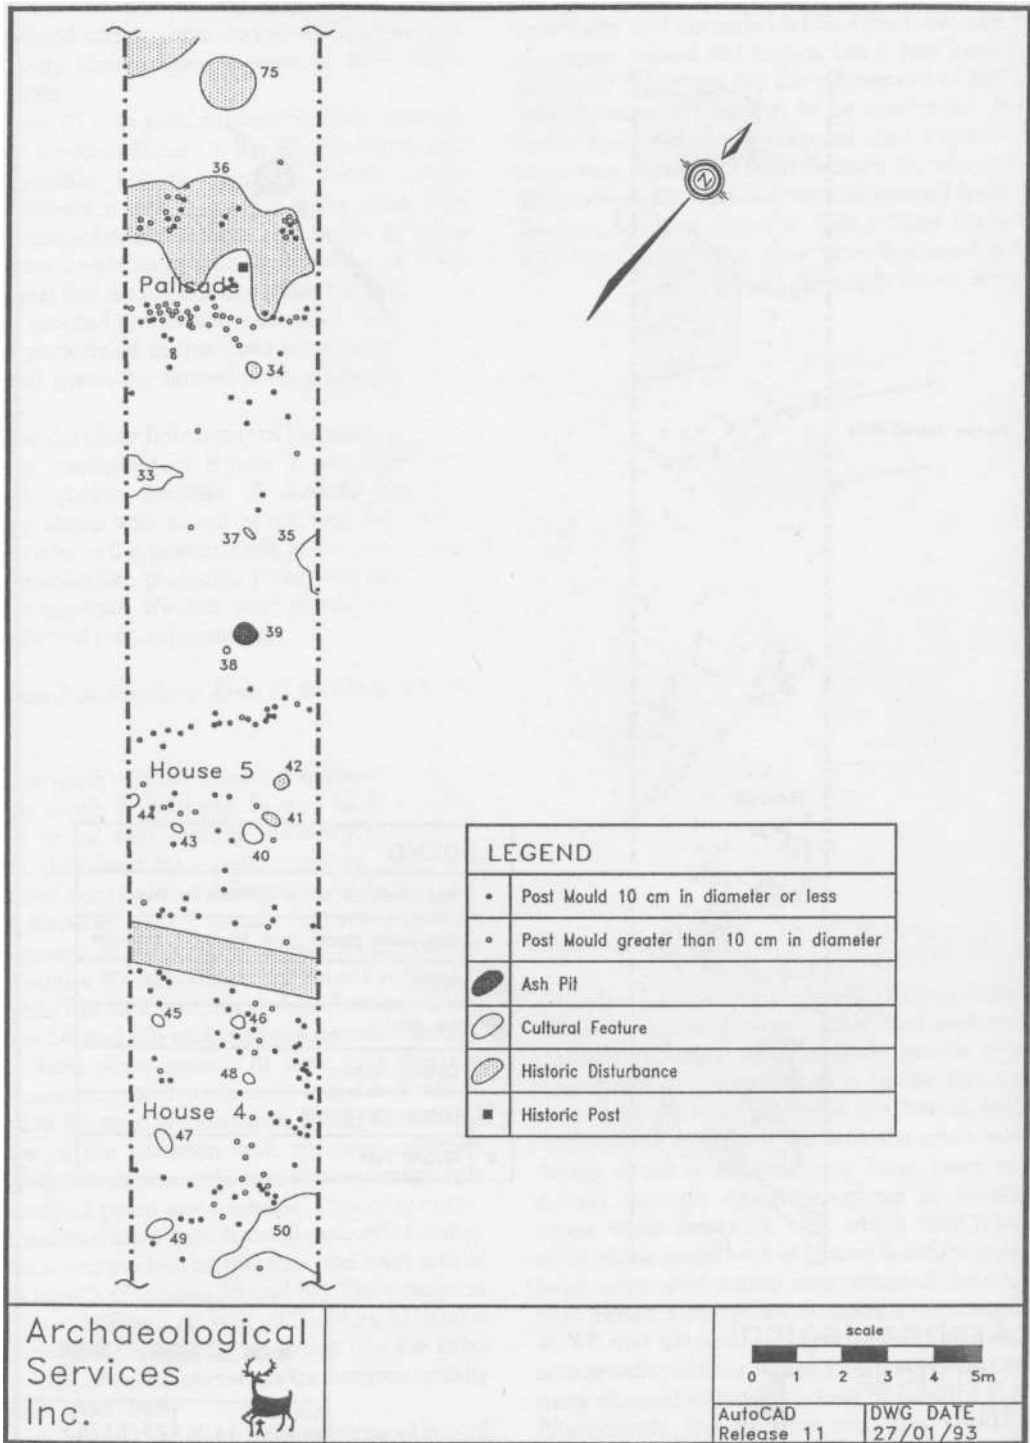 75
36
Palisade
34
33
37
35
39
38
House 5
42
44
41
43
40
45
46
48
House 4
47
49
50
N
LEGEND
Post Mould 10 cm in diameter or less
Post Mould greater than 10 cm in diameter
Ash Pit
Cultural Feature
Historic Disturbance
Historic Post
Archaeological
Services
Inc.
scale
0 1 2 3 4 5m
AutoCAD
Release 11
DWG DATE
27/01/93